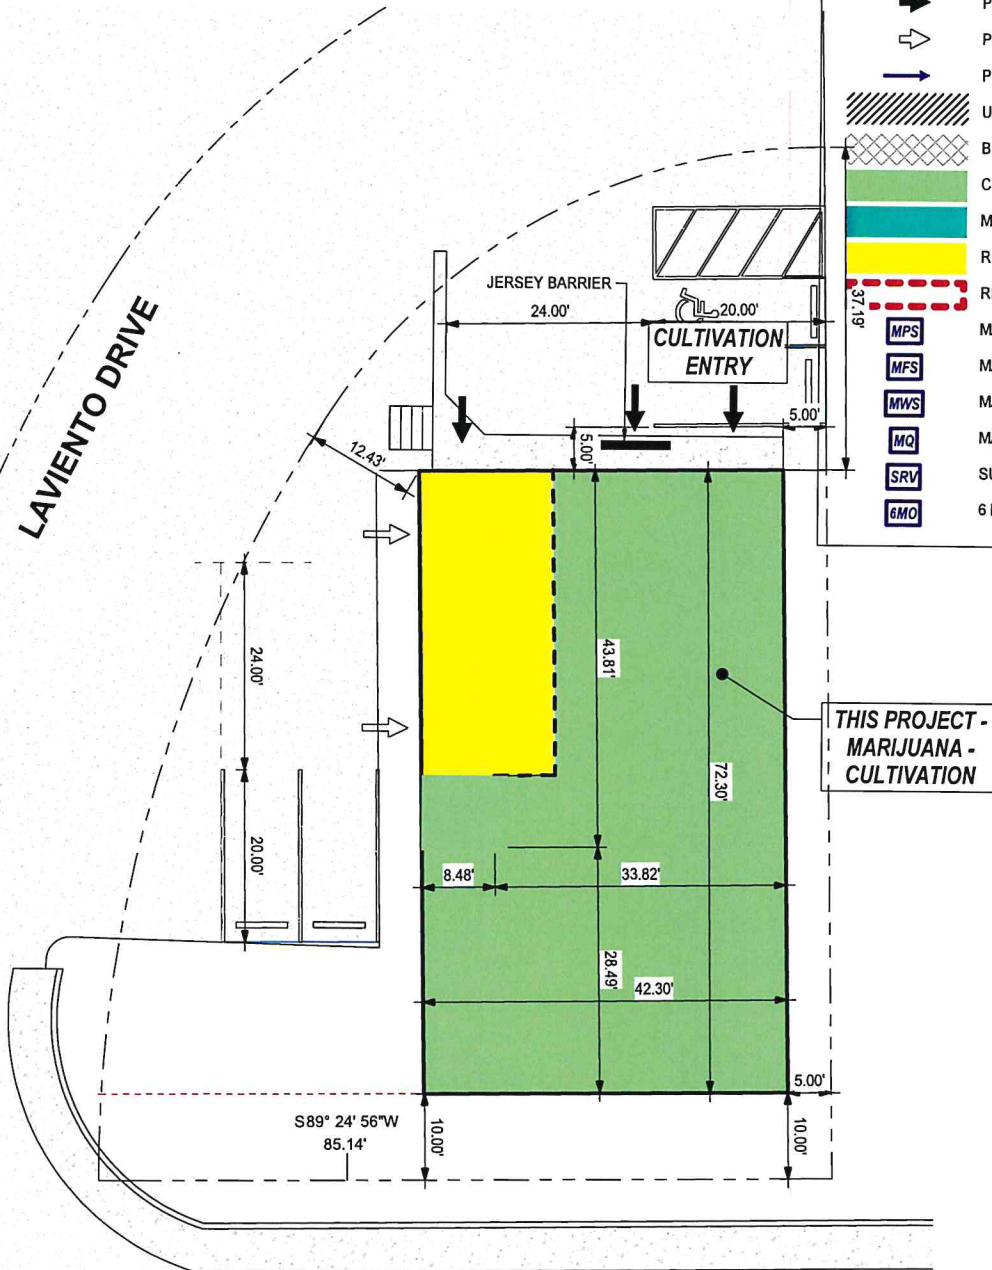 P
P
P
U
B
C
M
R
R
37.19'
MPS M
MFS M
MWS M
MQ M
SRV SU
6MO 6
JERSEY BARRIER
24.00'
20.00'
CULTIVATION
ENTRY
LAVIENTO DRIVE
5.00'
5.00'
12.43'
24.00'
43.81'
THIS PROJECT -
MARIJUANA -
CULTIVATION
72.30'
20.00'
8.48'
33.82'
28.49'
42.30'
5.00'
S89° 24' 56"W
85.14'
10.00'
10.00'